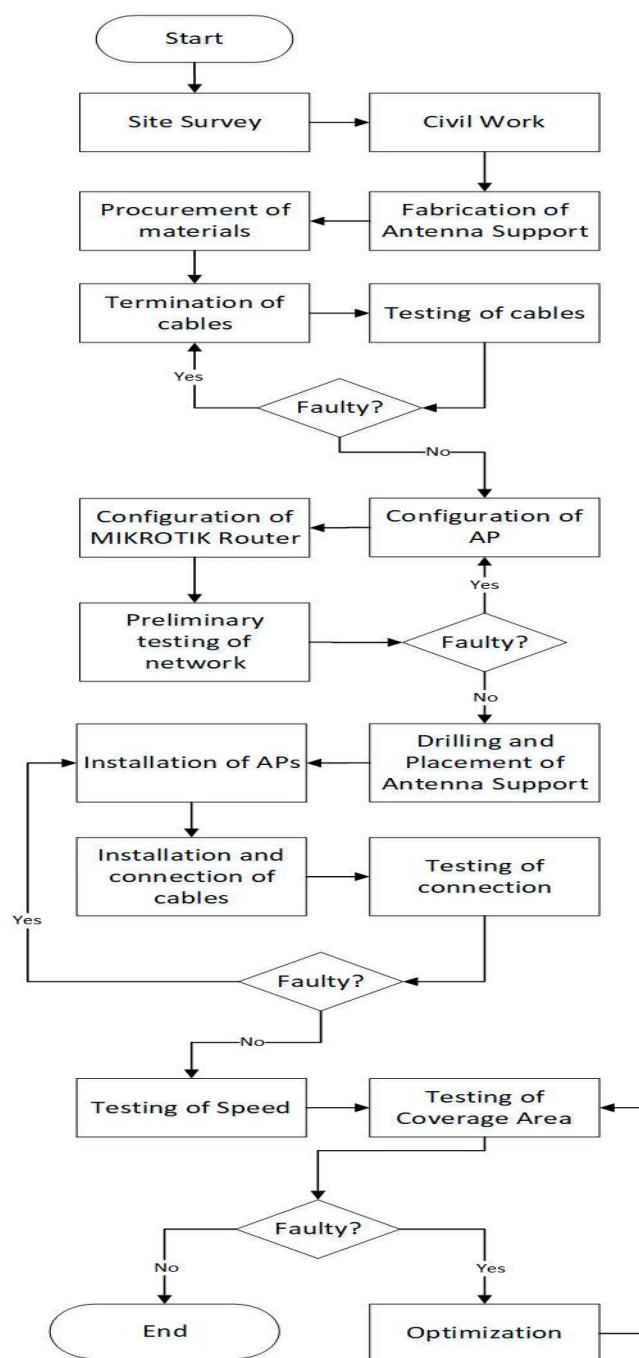 Start
Site Survey
Civil Work
Procurement of
materials
Fabrication of
Antenna Support
Termination of
cables
Testing of cables
Yes
Faulty?
No
Configuration of
MIKROTIK Router
Configuration of
AP
Yes
Preliminary
testing of
network
Faulty?
No
Installation of APs
Drilling and
Placement of
Antenna Support
Installation and
connection of
cables
Testing of
connection
Yes
Faulty?
No
Testing of Speed
Testing of
Coverage Area
Faulty?
No
Yes
End
Optimization